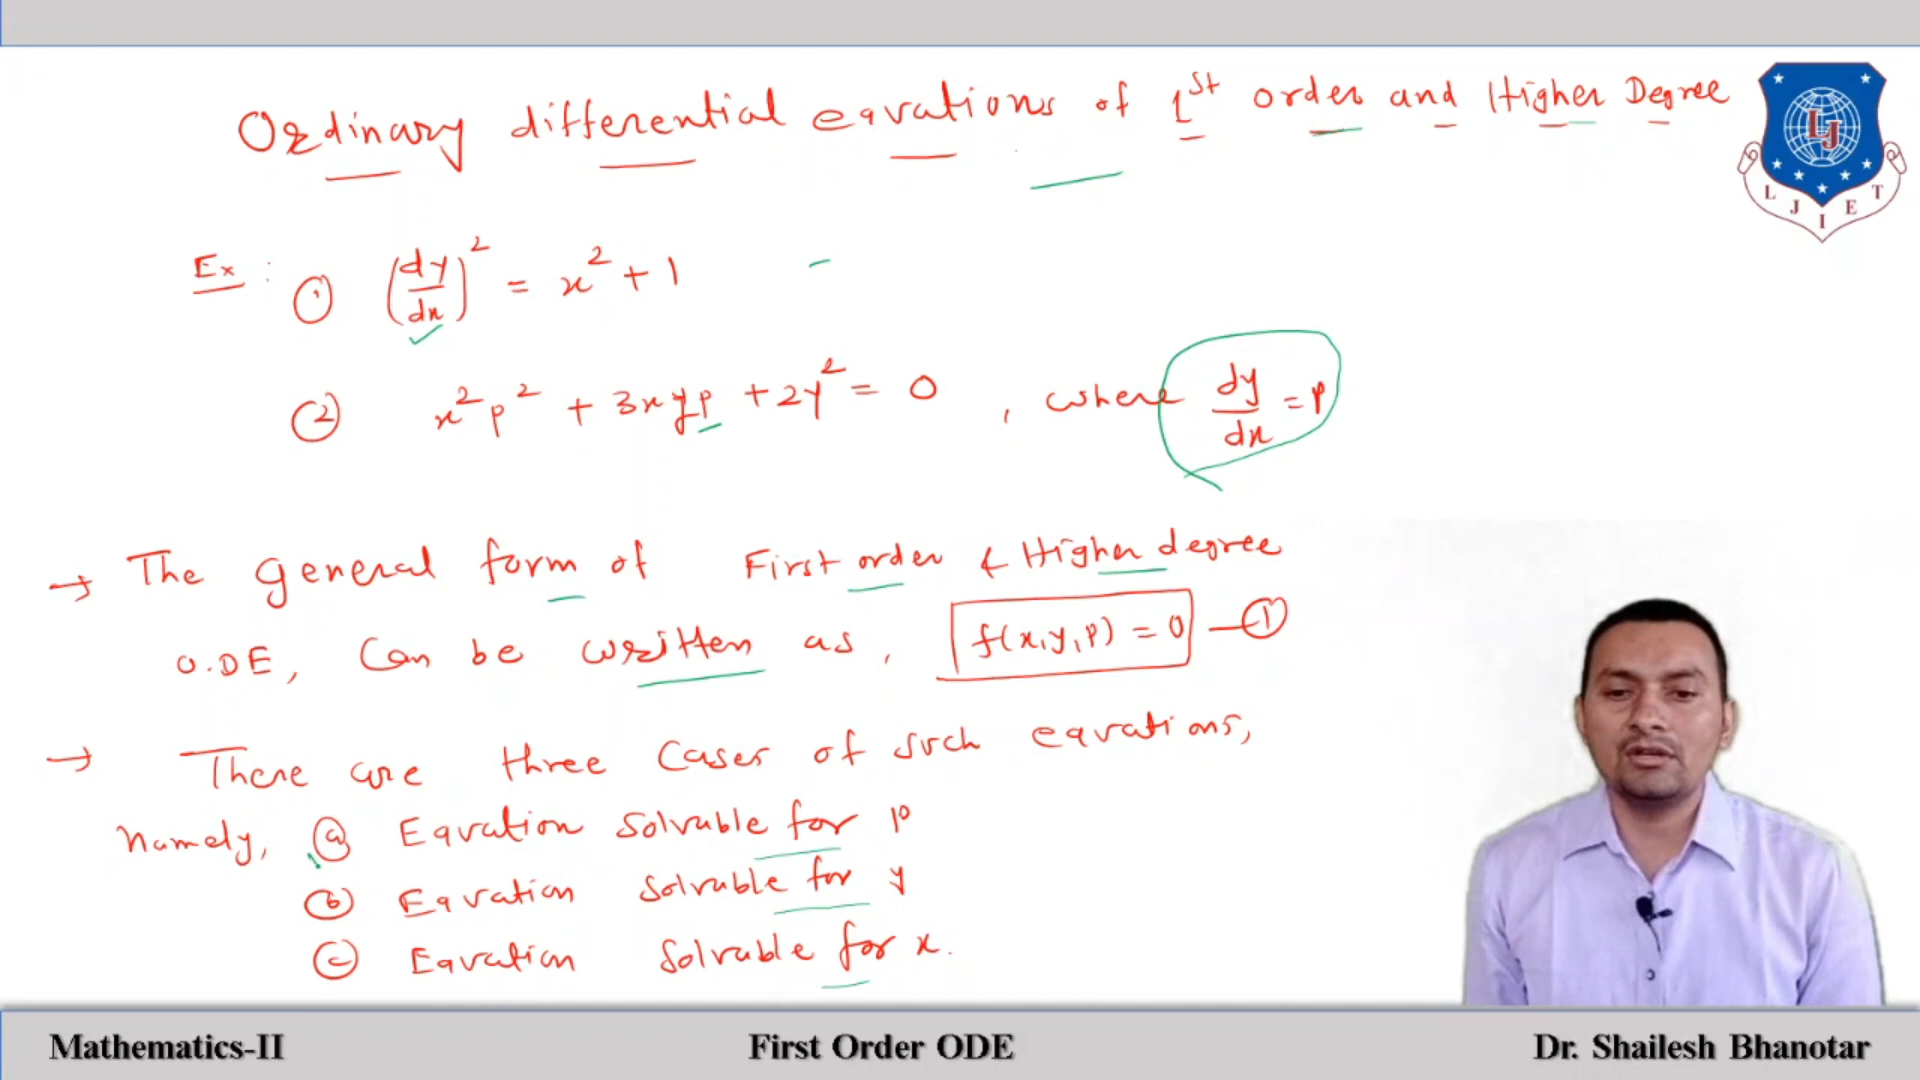 Ordinary differential equations of 1st order and Higher Degree
LJIET
Ex : ① (dy/dx)² = x² + 1
② x²p² + 3xyp + 2y² = 0 , where dy/dx = p
→ The general form of First order & Higher degree
O.DE, Can be written as, f(x,y,p) = 0 —①
→ There are three Cases of such equations,
Namely, ⓐ Equation Solvable for p
ⓑ Equation Solvable for y
ⓒ Equation Solvable for x.
Mathematics-II First Order ODE Dr. Shailesh Bhanotar